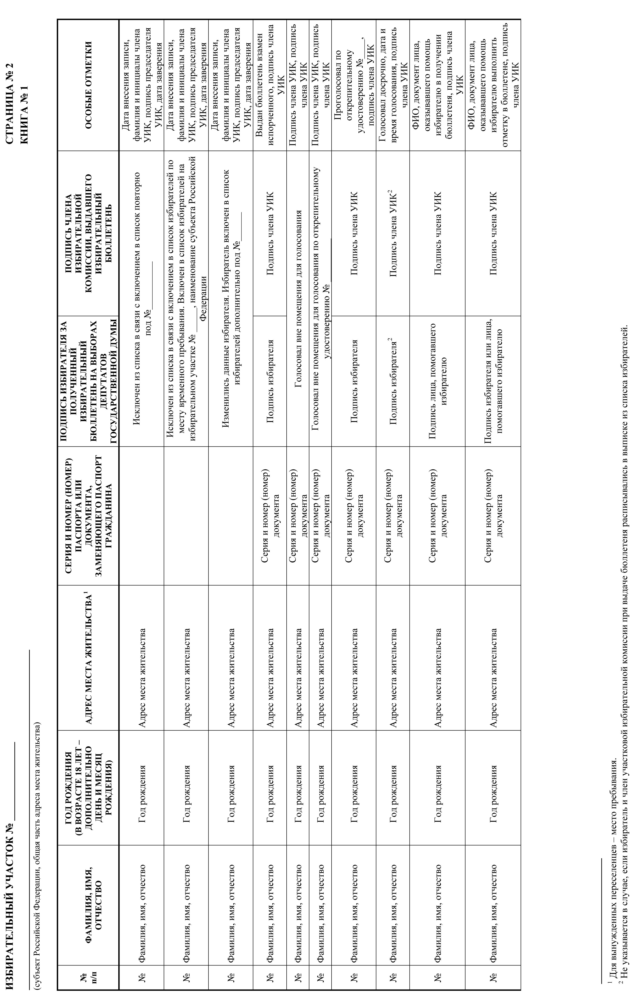 ИЗБИРАТЕЛЬНЫЙ УЧАСТОК № ________________
СТРАНИЦА № 2
КНИГА № 1
(субъект Российской Федерации, общая часть адреса места жительства)
№
п/п
ФАМИЛИЯ, ИМЯ,
ОТЧЕСТВО
ГОД РОЖДЕНИЯ
(В ВОЗРАСТЕ 18 ЛЕТ –
ДОПОЛНИТЕЛЬНО
ДЕНЬ И МЕСЯЦ
РОЖДЕНИЯ)
АДРЕС МЕСТА ЖИТЕЛЬСТВА1
СЕРИЯ И НОМЕР (НОМЕР)
ПАСПОРТА ИЛИ
ДОКУМЕНТА,
ЗАМЕНЯЮЩЕГО ПАСПОРТ
ГРАЖДАНИНА
ПОДПИСЬ ИЗБИРАТЕЛЯ ЗА
ПОЛУЧЕННЫЙ
ИЗБИРАТЕЛЬНЫЙ
БЮЛЛЕТЕНЬ НА ВЫБОРАХ
ДЕПУТАТОВ
ГОСУДАРСТВЕННОЙ ДУМЫ
ПОДПИСЬ ЧЛЕНА
ИЗБИРАТЕЛЬНОЙ
КОМИССИИ, ВЫДАВШЕГО
ИЗБИРАТЕЛЬНЫЙ
БЮЛЛЕТЕНЬ
ОСОБЫЕ ОТМЕТКИ
№
Фамилия, имя, отчество
Год рождения
Адрес места жительства
Исключен из списка в связи с включением в список повторно
под №_________
Дата внесения записи,
фамилия и инициалы члена
УИК, подпись председателя
УИК, дата заверения
№
Фамилия, имя, отчество
Год рождения
Адрес места жительства
Исключен из списка в связи с включением в список избирателей по
месту временного пребывания. Включен в список избирателей на
избирательном участке № _____, наименование субъекта Российской
Федерации
Дата внесения записи,
фамилия и инициалы члена
УИК, подпись председателя
УИК, дата заверения
№
Фамилия, имя, отчество
Год рождения
Адрес места жительства
Изменились данные избирателя. Избиратель включен в список
избирателей дополнительно под №______
Дата внесения записи,
фамилия и инициалы члена
УИК, подпись председателя
УИК, дата заверения
№
Фамилия, имя, отчество
Год рождения
Адрес места жительства
Серия и номер (номер)
документа
Подпись избирателя
Подпись члена УИК
Выдан бюллетень взамен
испорченного, подпись члена
УИК
№
Фамилия, имя, отчество
Год рождения
Адрес места жительства
Серия и номер (номер)
документа
Голосовал вне помещения для голосования
Подпись члена УИК, подпись
члена УИК
№
Фамилия, имя, отчество
Год рождения
Адрес места жительства
Серия и номер (номер)
документа
Голосовал вне помещения для голосования по открепительному
удостоверению № _________
Подпись члена УИК, подпись
члена УИК
№
Фамилия, имя, отчество
Год рождения
Адрес места жительства
Серия и номер (номер)
документа
Подпись избирателя
Подпись члена УИК
Проголосовал по
открепительному
удостоверению №____,
подпись члена УИК
№
Фамилия, имя, отчество
Год рождения
Адрес места жительства
Серия и номер (номер)
документа
Подпись избирателя2
Подпись члена УИК2
Голосовал досрочно, дата и
время голосования, подпись
члена УИК
№
Фамилия, имя, отчество
Год рождения
Адрес места жительства
Серия и номер (номер)
документа
Подпись лица, помогавшего
избирателю
Подпись члена УИК
ФИО, документ лица,
оказывавшего помощь
избирателю в получении
бюллетеня, подпись члена
УИК
№
Фамилия, имя, отчество
Год рождения
Адрес места жительства
Серия и номер (номер)
документа
Подпись избирателя или лица,
помогавшего избирателю
Подпись члена УИК
ФИО, документ лица,
оказывавшего помощь
избирателю выполнить
отметку в бюллетене, подпись
члена УИК
1 Для вынужденных переселенцев – место пребывания.
2 Не указывается в случае, если избиратель и член участковой избирательной комиссии при выдаче бюллетеня расписывались в выписке из списка избирателей.